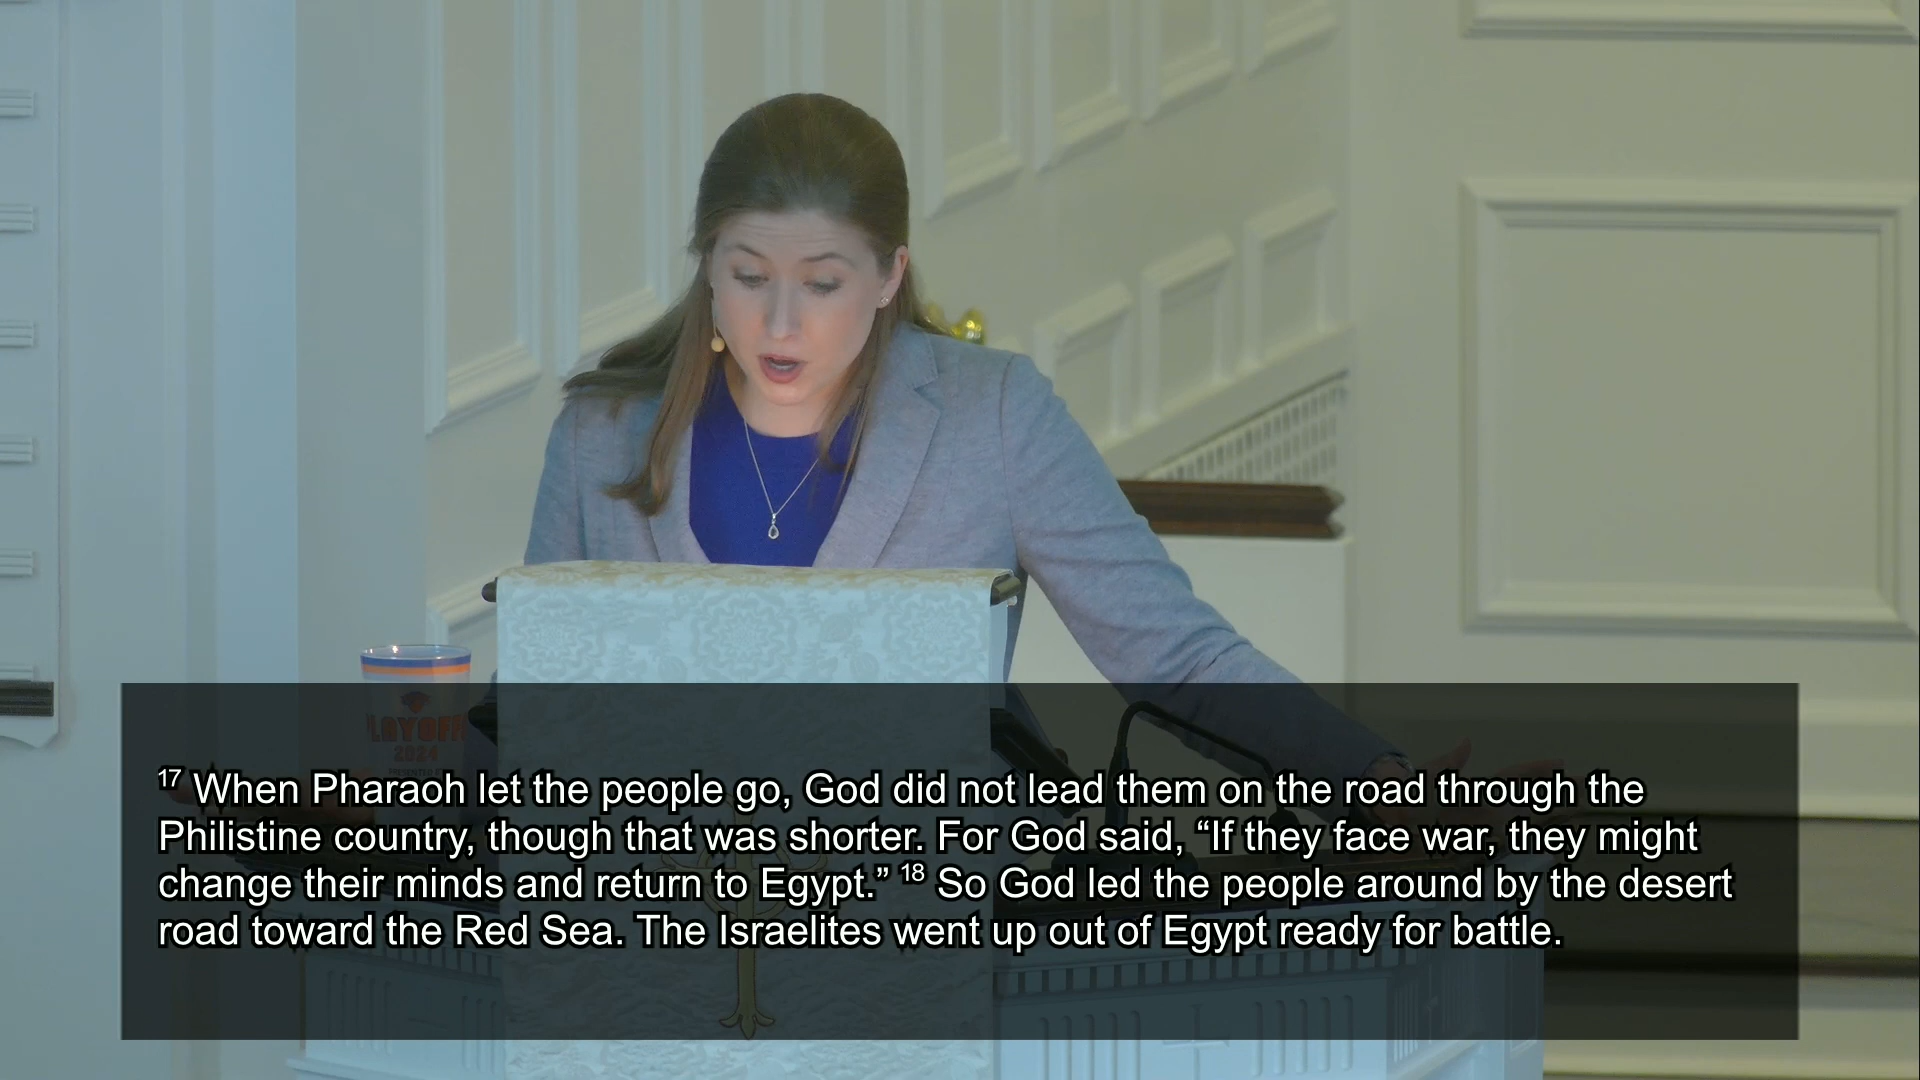 PLAYOFFS
2024
17 When Pharaoh let the people go, God did not lead them on the road through the
Philistine country, though that was shorter. For God said, “If they face war, they might
change their minds and return to Egypt.” 18 So God led the people around by the desert
road toward the Red Sea. The Israelites went up out of Egypt ready for battle.